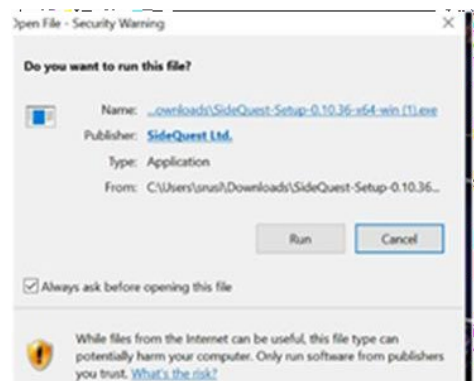 Open File - Security Warning
Do you want to run this file?
Name: ...ownloads\SideQuest-Setup-0.10.36-x64-win (1).exe
Publisher: SideQuest Ltd.
Type: Application
From: C:\Users\srusl\Downloads\SideQuest-Setup-0.10.36...
Run Cancel
Always ask before opening this file
While files from the Internet can be useful, this file type can
potentially harm your computer. Only run software from publishers
you trust. What's the risk?